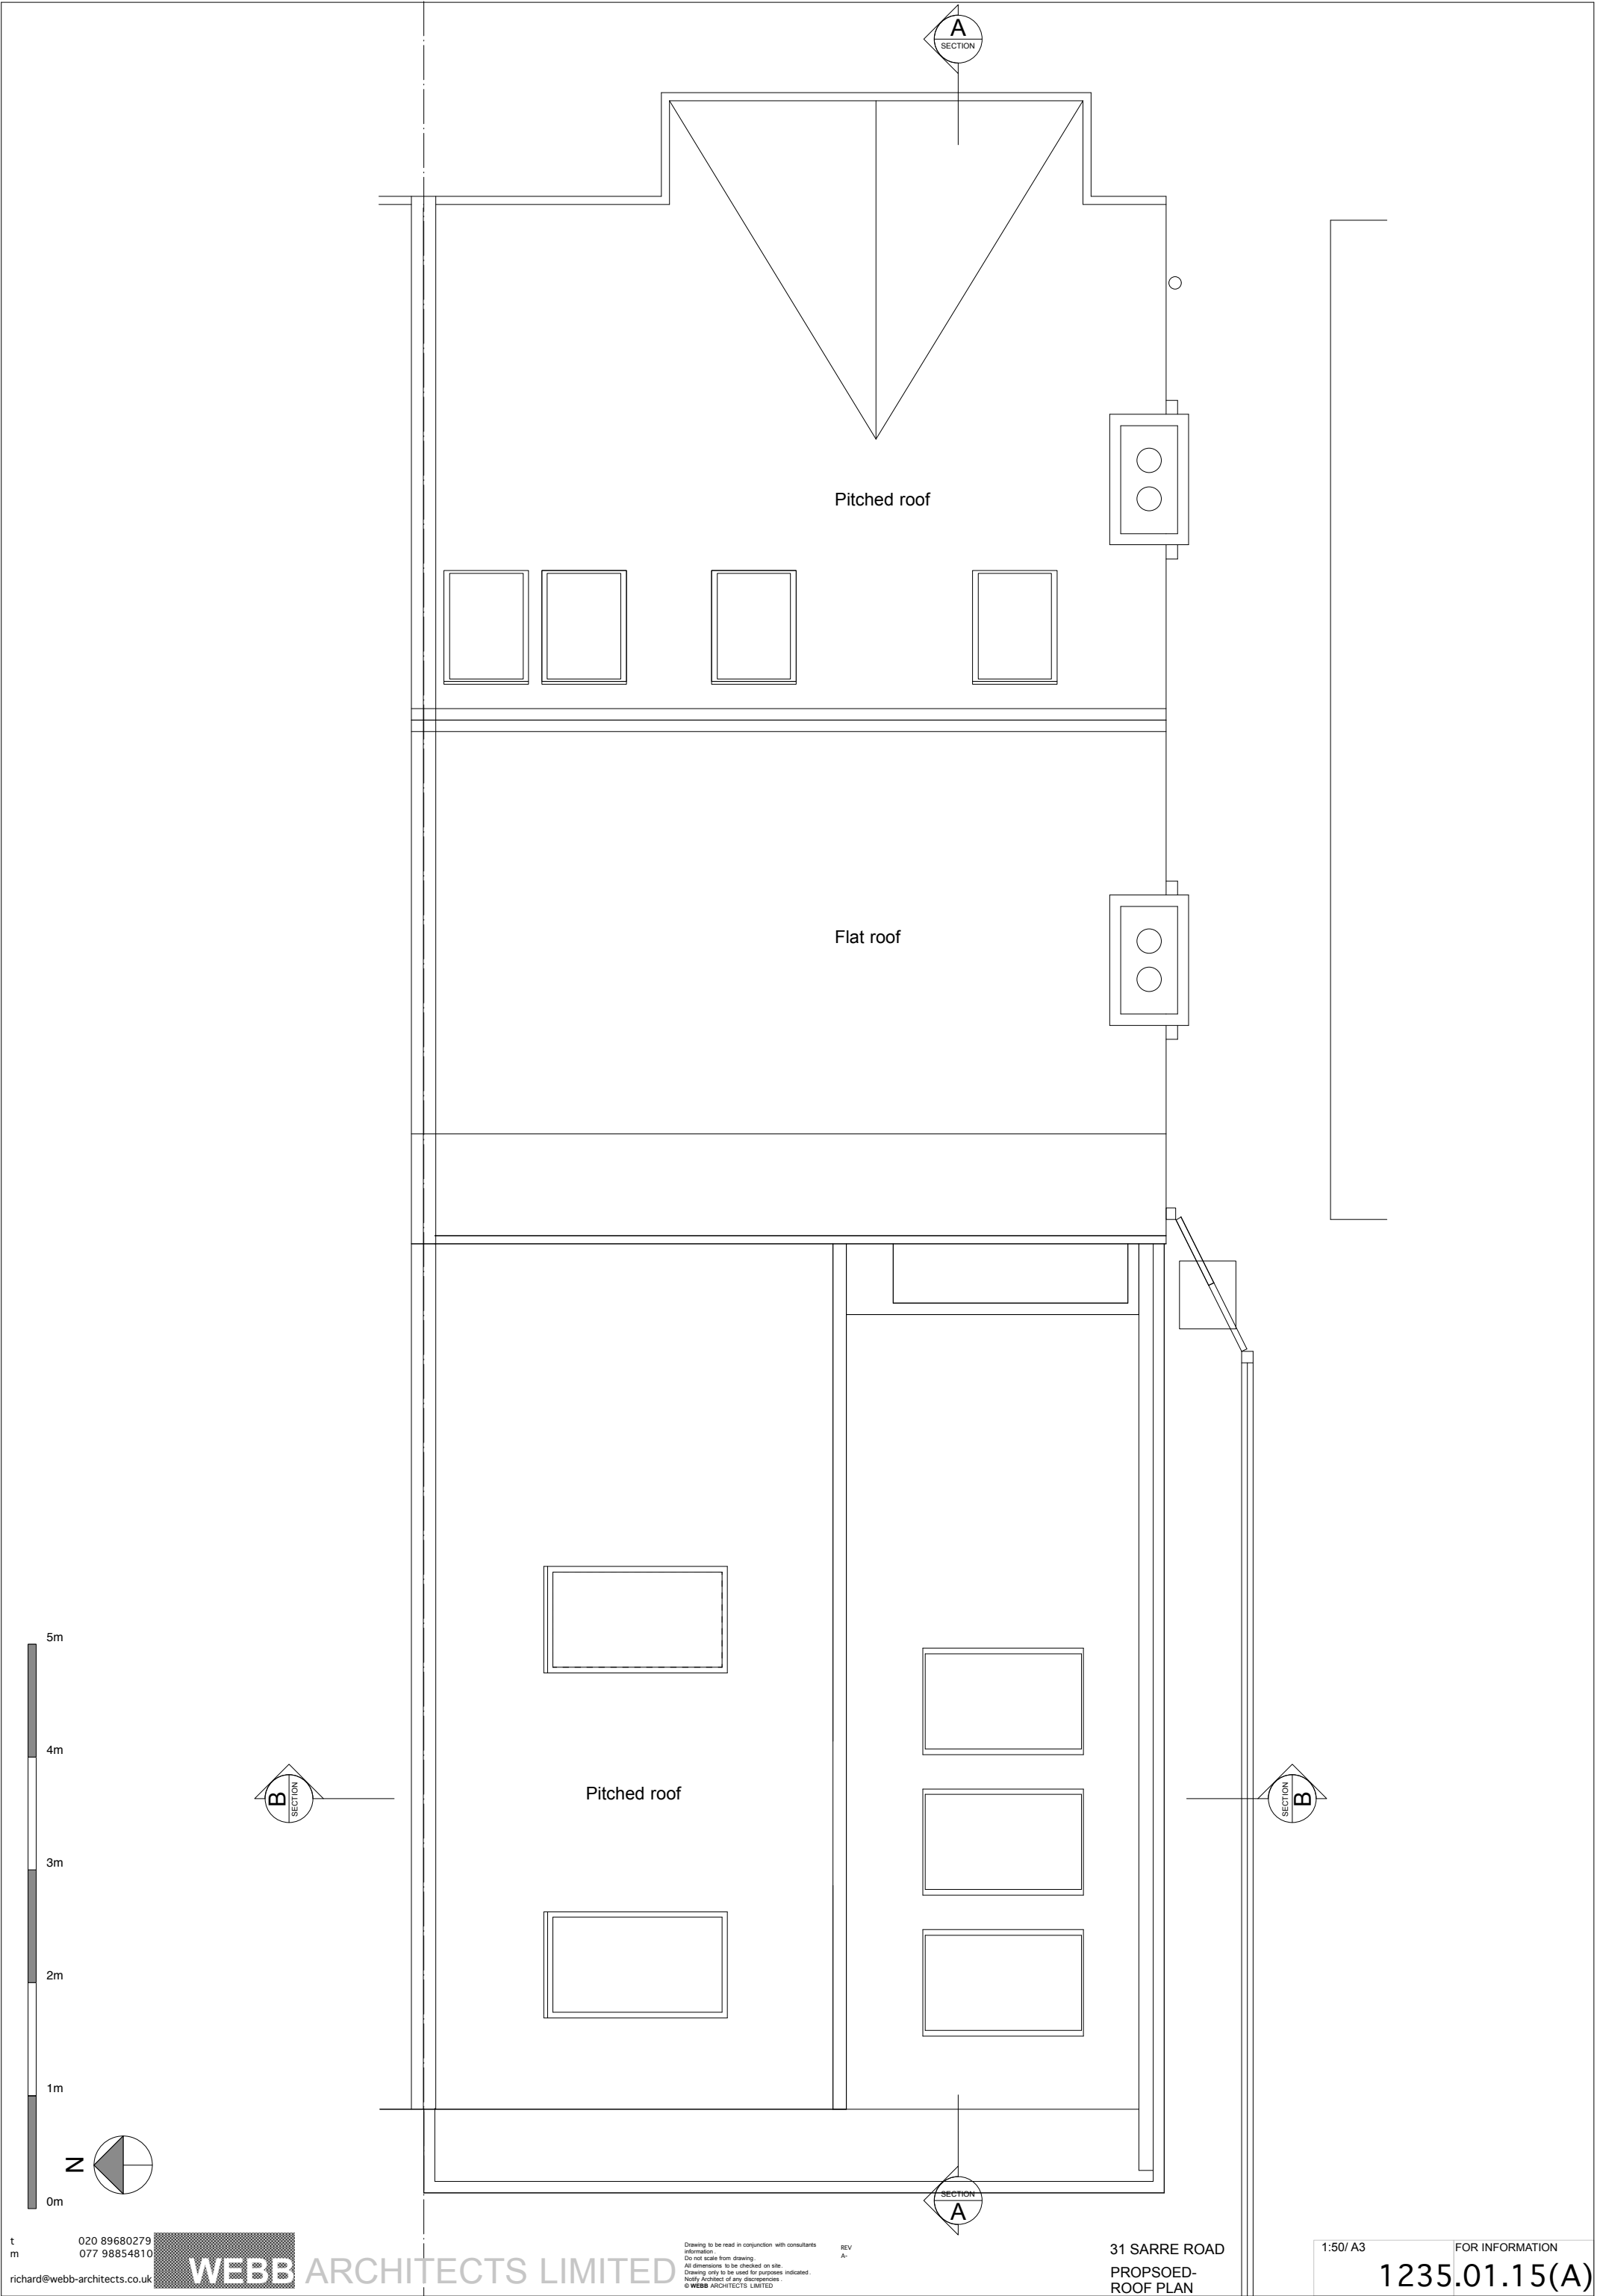 A
SECTION
Pitched roof
Flat roof
5m
4m
3m
2m
1m
0m
Pitched roof
B
SECTION
SECTION
B
N
SECTION
A
t 020 89680279
m 077 98854810
richard@webb-architects.co.uk
WEBB ARCHITECTS LIMITED
Drawing to be read in conjunction with consultants
information.
Do not scale from drawing.
All dimensions to be checked on site.
Drawing only to be used for purposes indicated.
Notify Architect of any discrepencies.
© WEBB ARCHITECTS LIMITED
REV
A-
31 SARRE ROAD
PROPSOED-
ROOF PLAN
1:50/ A3
FOR INFORMATION
1235.01.15(A)